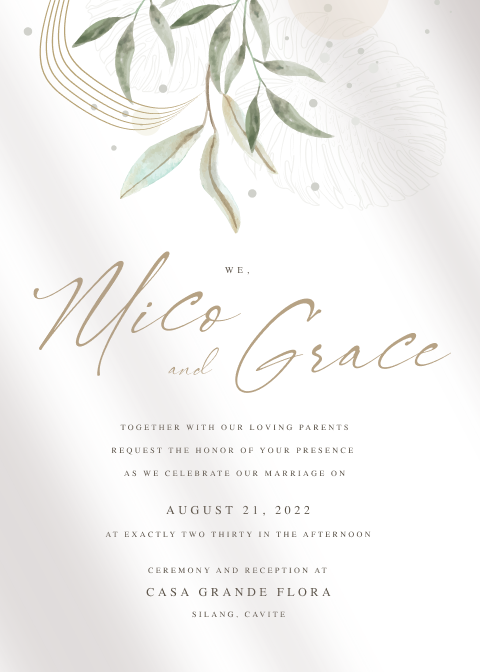 WE,
Mico
and Grace
TOGETHER WITH OUR LOVING PARENTS
REQUEST THE HONOR OF YOUR PRESENCE
AS WE CELEBRATE OUR MARRIAGE ON
AUGUST 21, 2022
AT EXACTLY TWO THIRTY IN THE AFTERNOON
CEREMONY AND RECEPTION AT
CASA GRANDE FLORA
SILANG, CAVITE